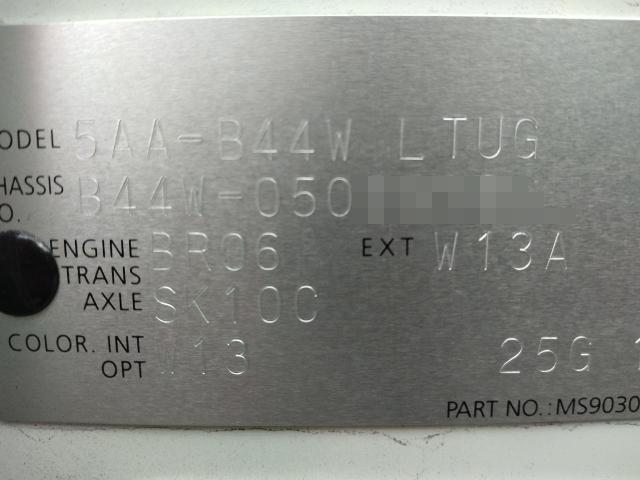 ODEL 5AA-B44W LTUG
HASSIS B44W-050
O.
ENGINE BR06 EXT W13A
TRANS
AXLE SK10C
COLOR. INT W13 25G 1
OPT
PART NO.:MS9030